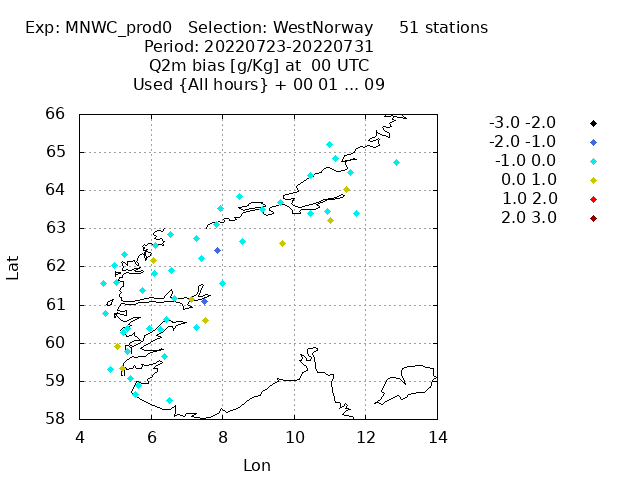 Exp: MNWC_prod0   Selection: WestNorway     51 stations
Period: 20220723-20220731
Q2m bias [g/Kg] at  00 UTC
Used {All hours} + 00 01 ... 09
66
65
64
63
62
61
60
59
58
4 6 8 10 12 14
Lat
Lon
-3.0 -2.0
-2.0 -1.0
-1.0 0.0
0.0 1.0
1.0 2.0
2.0 3.0